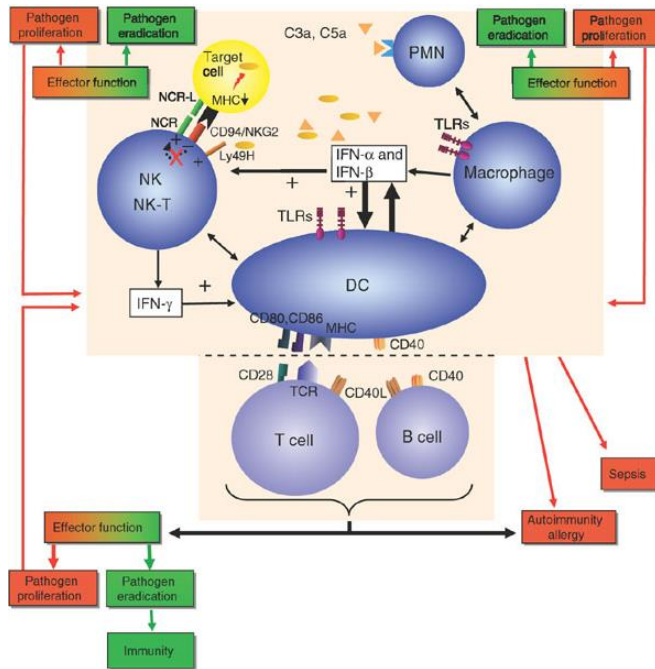 Pathogen
proliferation
Pathogen
eradication
Effector function
C3a, C5a
PMN
Pathogen
eradication
Pathogen
proliferation
Effector function
Target
cell
MHC
NCR-L
NCR
CD94/NKG2
Ly49H
+
−
+
NK
NK-T
TLRs
Macrophage
IFN-α and
IFN-β
+
+
TLRs
DC
IFN-γ
+
CD80,CD86
MHC
CD40
CD28
TCR
CD40L
CD40
T cell
B cell
Sepsis
Autoimmunity
allergy
Effector function
Pathogen
proliferation
Pathogen
eradication
Immunity